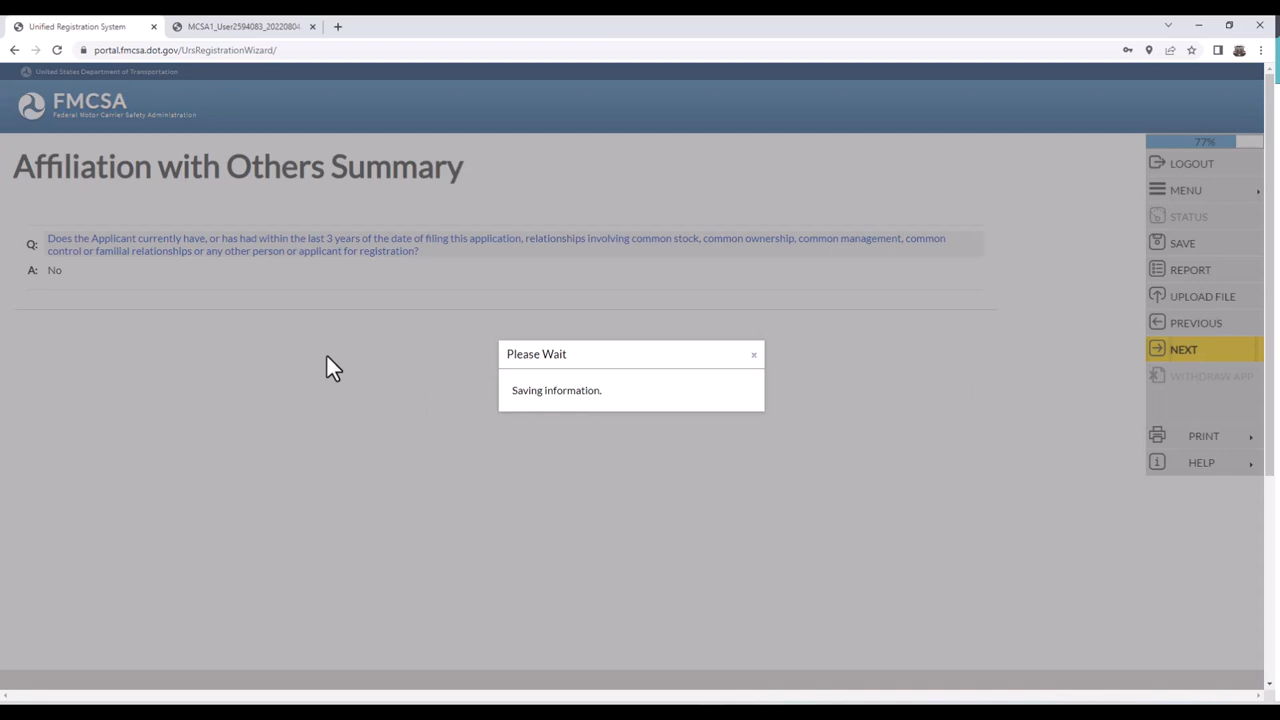 Unified Registration System
MCSA1_User2594083_20220804
portal.fmcsa.dot.gov/UrsRegistrationWizard/
United States Department of Transportation
FMCSA
Federal Motor Carrier Safety Administration
77%
Affiliation with Others Summary
LOGOUT
MENU
STATUS
Q: Does the Applicant currently have, or has had within the last 3 years of the date of filing this application, relationships involving common stock, common ownership, common management, common
control or familial relationships or any other person or applicant for registration?
A: No
SAVE
REPORT
UPLOAD FILE
PREVIOUS
NEXT
WITHDRAW APP
Please Wait
×
Saving information.
PRINT
HELP